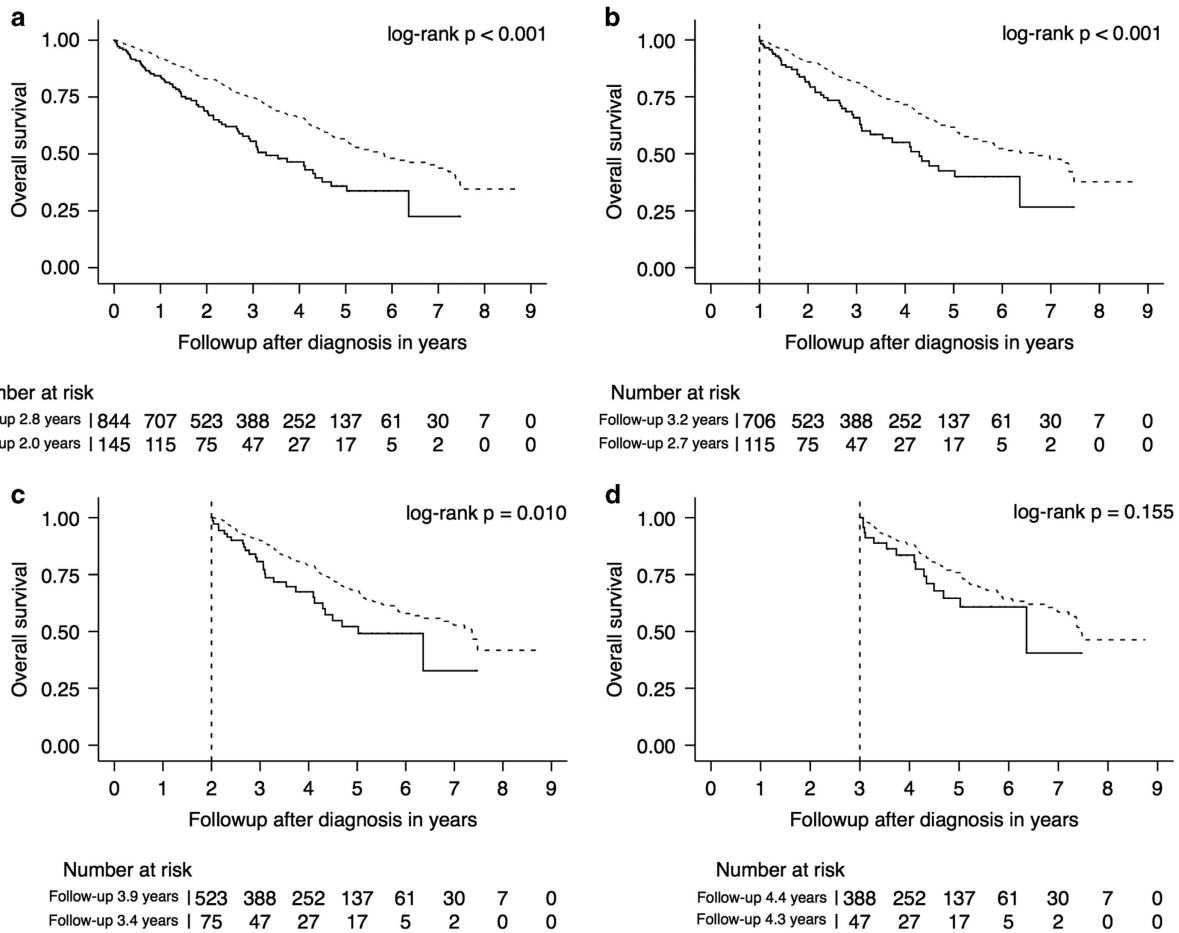 a
log-rank p < 0.001
1.00
0.75
0.50
0.25
0.00
Overall survival
0 1 2 3 4 5 6 7 8 9
Followup after diagnosis in years
at risk
up 2.8 years | 844 707 523 388 252 137 61 30 7 0
up 2.0 years | 145 115 75 47 27 17 5 2 0 0
b
log-rank p < 0.001
1.00
0.75
0.50
0.25
0.00
Overall survival
0 1 2 3 4 5 6 7 8 9
Followup after diagnosis in years
Number at risk
Follow-up 3.2 years | 706 523 388 252 137 61 30 7 0
Follow-up 2.7 years | 115 75 47 27 17 5 2 0 0
c
log-rank p = 0.010
1.00
0.75
0.50
0.25
0.00
Overall survival
0 1 2 3 4 5 6 7 8 9
Followup after diagnosis in years
Number at risk
Follow-up 3.9 years | 523 388 252 137 61 30 7 0
Follow-up 3.4 years | 75 47 27 17 5 2 0 0
d
log-rank p = 0.155
1.00
0.75
0.50
0.25
0.00
Overall survival
0 1 2 3 4 5 6 7 8 9
Followup after diagnosis in years
Number at risk
Follow-up 4.4 years | 388 252 137 61 30 7 0
Follow-up 4.3 years | 47 27 17 5 2 0 0